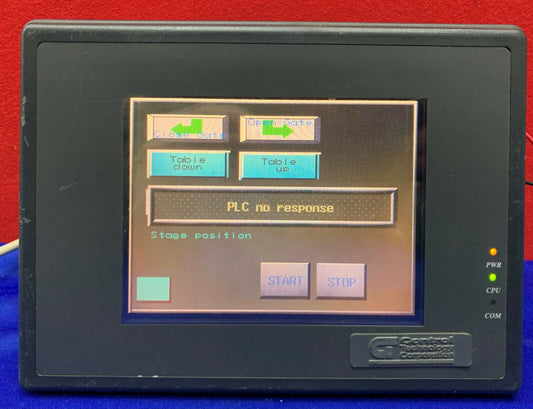 Close Gate
Open Gate
Table
down
Table
up
PLC no response
Stage position
START
STOP
PWR
CPU
COM
Control
Technology
Corporation